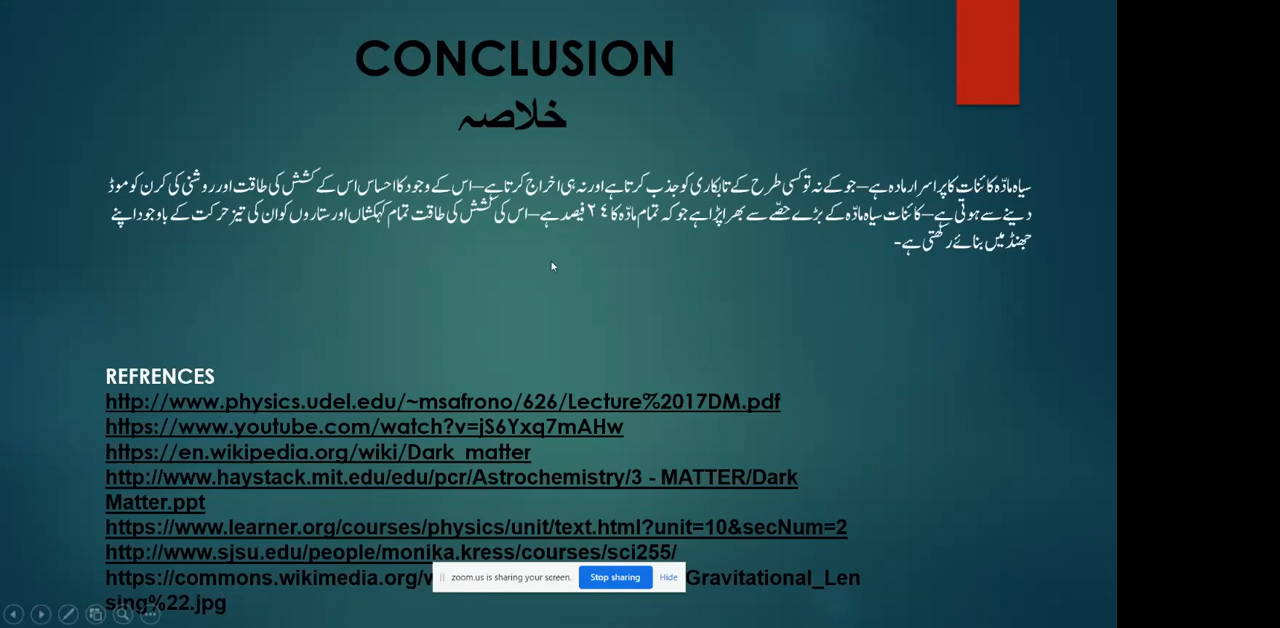 CONCLUSION
خلاصہ
سیاہ مادّہ کائنات کا پر اسرار مادہ ہے–جو کے نہ تو کسی طرح کے تابکاری کو جذب کرتا ہے اور نہ ہی اخراج کرتا ہے–اس کے وجود کا احساس اس کے کشش کی طاقت اور روشنی کی کرن کو موڈ
دینے سے ہوتی ہے–کائنات سیاہ مادّہ کے بڑے حصّے سے بھرا پڑا ہے جو کہ تمام مادّہ کا ٢٤ فیصد ہے–اس کی کشش کی طاقت تمام کہکشاں اور ستاروں کو ان کی تیز حرکت کے باوجود اپنے
جھنڈ میں بنائے رکھتی ہے-
REFRENCES
http://www.physics.udel.edu/~msafrono/626/Lecture%2017DM.pdf
https://www.youtube.com/watch?v=jS6Yxq7mAHw
https://en.wikipedia.org/wiki/Dark_matter
http://www.haystack.mit.edu/edu/pcr/Astrochemistry/3 - MATTER/Dark
Matter.ppt
https://www.learner.org/courses/physics/unit/text.html?unit=10&secNum=2
http://www.sjsu.edu/people/monika.kress/courses/sci255/
https://commons.wikimedia.org/w Gravitational_Len
sing%22.jpg
zoom.us is sharing your screen. Stop sharing Hide